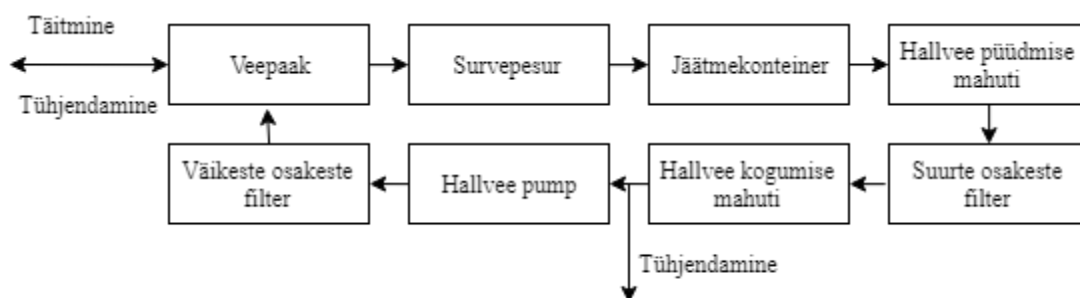 Täitmine
Tühjendamine
Veepaak
Survepesur
Jäätmekonteiner
Hallvee püüdmise
mahuti
Väikeste osakeste
filter
Hallvee pump
Hallvee kogumise
mahuti
Suurte osakeste
filter
Tühjendamine